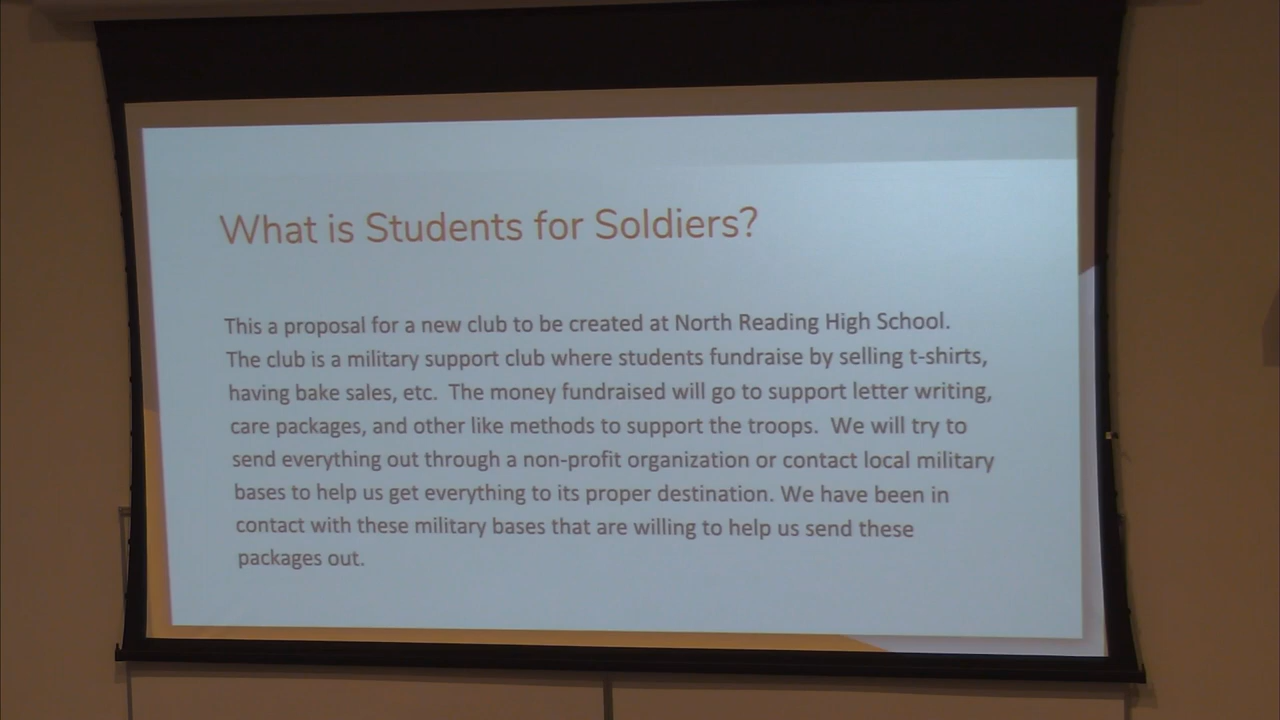 What is Students for Soldiers?
This a proposal for a new club to be created at North Reading High School.
The club is a military support club where students fundraise by selling t-shirts,
having bake sales, etc.  The money fundraised will go to support letter writing,
care packages, and other like methods to support the troops.  We will try to
send everything out through a non-profit organization or contact local military
bases to help us get everything to its proper destination. We have been in
contact with these military bases that are willing to help us send these
packages out.